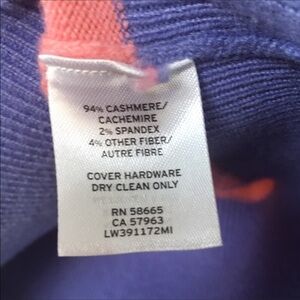 94% CASHMERE/
CACHEMIRE
2% SPANDEX
4% OTHER FIBER/
AUTRE FIBRE
COVER HARDWARE
DRY CLEAN ONLY
RN 58665
CA 57963
LW391172MI